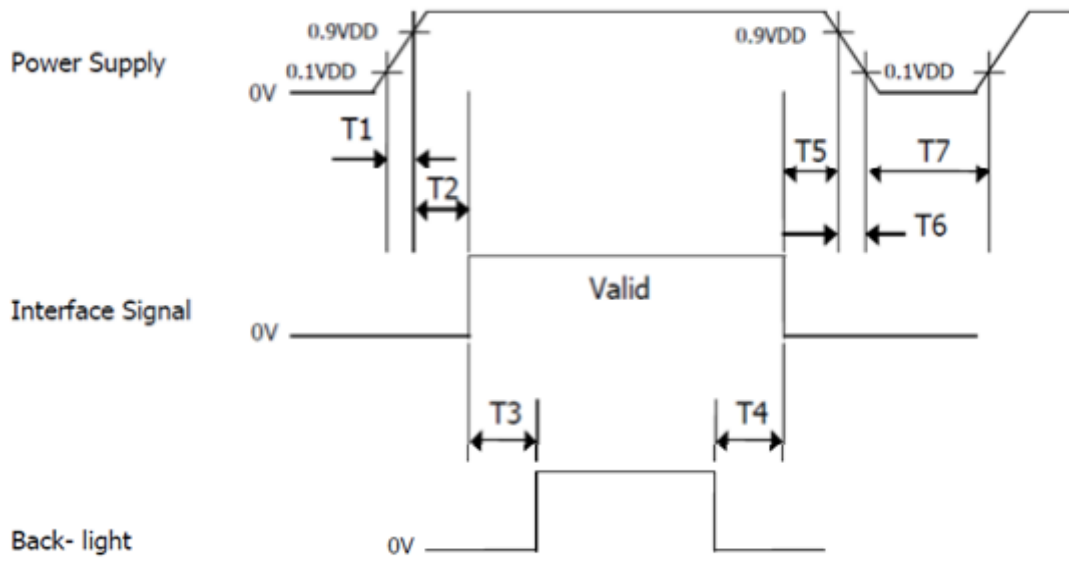 0.9VDD 0.9VDD
Power Supply
0.1VDD 0.1VDD
0V
T1 T5 T7
T2
T6
Valid
Interface Signal
0V
T3 T4
Back- light 0V